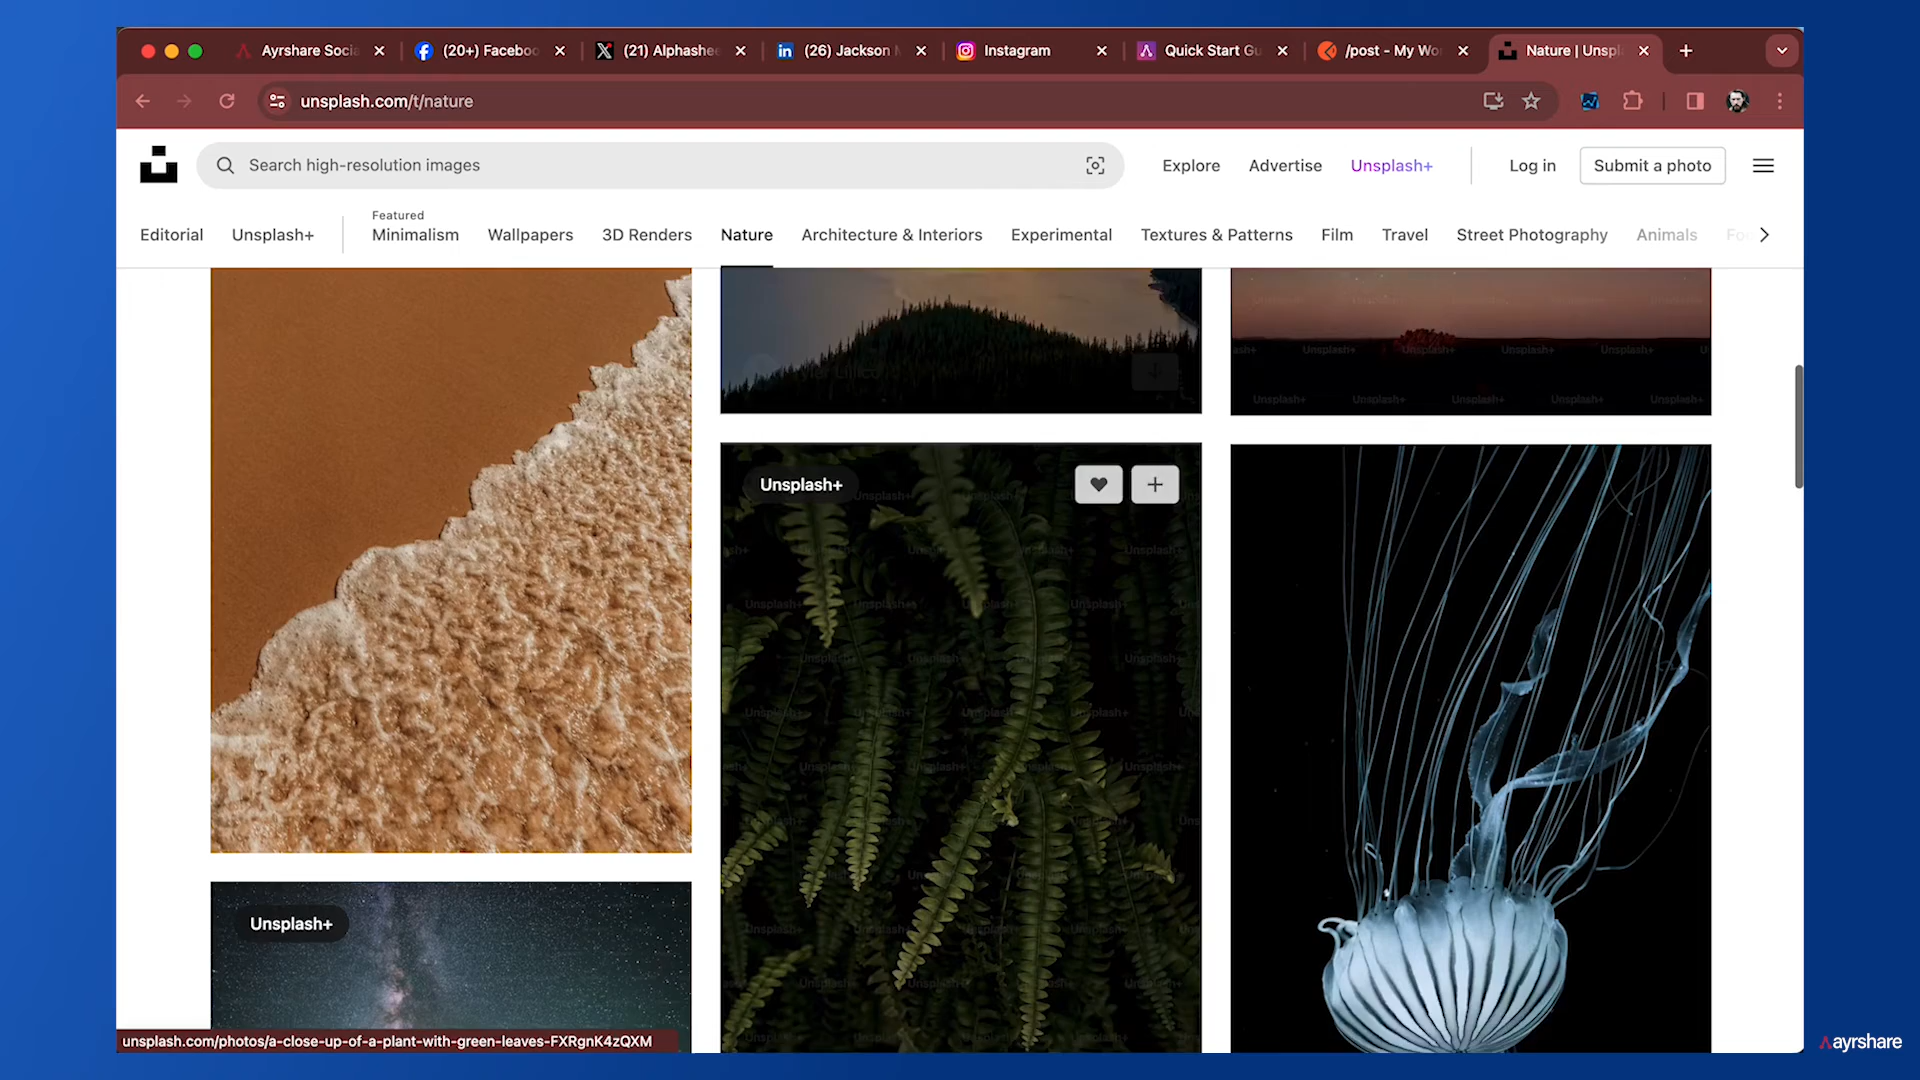 Ayrshare Socia
(20+) Faceboo
(21) Alphashee
(26) Jackson
Instagram
Quick Start Gu
/post - My Wor
Nature | Unspl
unsplash.com/t/nature
Search high-resolution images
Explore
Advertise
Unsplash+
Log in
Submit a photo
Editorial
Unsplash+
Featured
Minimalism
Wallpapers
3D Renders
Nature
Architecture & Interiors
Experimental
Textures & Patterns
Film
Travel
Street Photography
Animals
Unsplash+
Unsplash+
unsplash.com/photos/a-close-up-of-a-plant-with-green-leaves-FXRgnK4zQXM
ayrshare